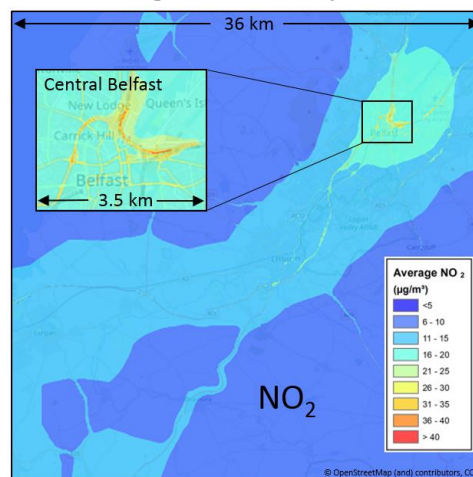 36 km
Central Belfast
New Lodge
Queen's Is
Carrick Hill
Belfast
3.5 km
Belfast
Lisburn
Average NO₂
(µg/m³)
<5
6 - 10
11 - 15
16 - 20
21 - 25
26 - 30
31 - 35
36 - 40
> 40
NO₂
© OpenStreetMap (and) contributors, CC